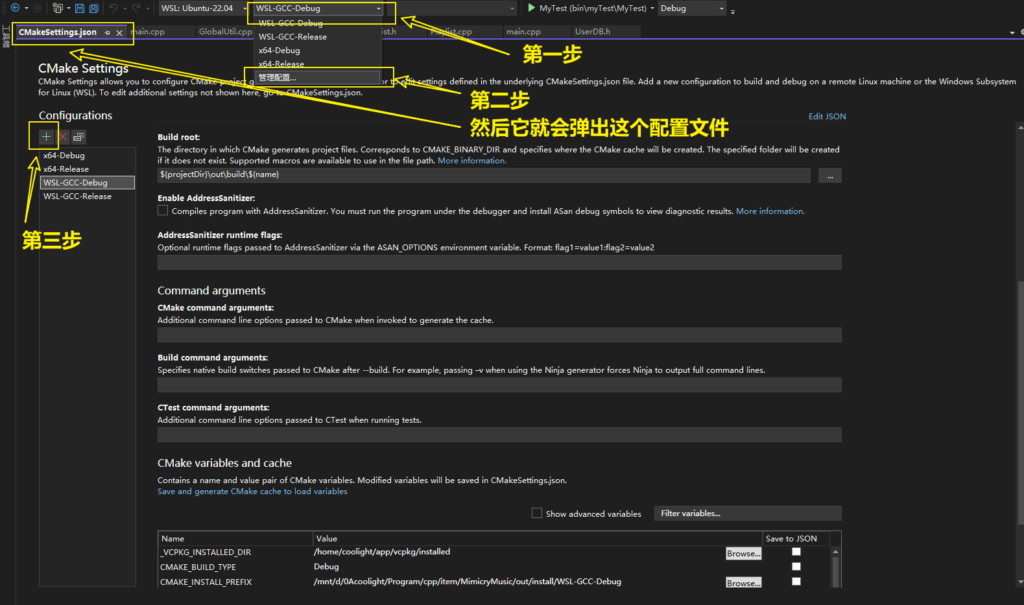 WSL: Ubuntu-22.04
WSL-GCC-Debug
MyTest (bin\myTest\MyTest)
Debug
CMakeSettings.json
main.cpp
GlobalUtil.cpp
Playlist.cpp
main.cpp
UserDB.h
WSL-GCC-Debug
WSL-GCC-Release
x64-Debug
x64-Release
管理配置...
第一步
第二步
然后它就会弹出这个配置文件
第三步
CMake Settings
CMake Settings allows you to configure CMake project
settings defined in the underlying CMakeSettings.json file. Add a new configuration to build and debug on a remote Linux machine or the Windows Subsystem
for Linux (WSL). To edit additional settings not shown here, go to CMakeSettings.json.
Configurations
Edit JSON
x64-Debug
x64-Release
WSL-GCC-Debug
WSL-GCC-Release
Build root:
The directory in which CMake generates project files. Corresponds to CMAKE_BINARY_DIR and specifies where the CMake cache will be created. The specified folder will be created
if it does not exist. Supported macros are available to use in the file path. More information.
${projectDir}\out\build\${name}
...
Enable AddressSanitizer:
Compiles program with AddressSanitizer. You must run the program under the debugger and install ASan debug symbols to view diagnostic results. More information.
AddressSanitizer runtime flags:
Optional runtime flags passed to AddressSanitizer via the ASAN_OPTIONS environment variable. Format: flag1=value1:flag2=value2
Command arguments
CMake command arguments:
Additional command line options passed to CMake when invoked to generate the cache.
Build command arguments:
Specifies native build switches passed to CMake after --build. For example, passing –v when using the Ninja generator forces Ninja to output full command lines.
CTest command arguments:
Additional command line options passed to CTest when running tests.
CMake variables and cache
Contains a name and value pair of CMake variables. Modified variables will be saved in CMakeSettings.json.
Save and generate CMake cache to load variables
Show advanced variables
Filter variables...
Name Value Save to JSON
_VCPKG_INSTALLED_DIR /home/coolight/app/vcpkg/installed Browse...
CMAKE_BUILD_TYPE Debug
CMAKE_INSTALL_PREFIX /mnt/d/0Acoolight/Program/cpp/item/MimicryMusic/out/install/WSL-GCC-Debug Browse...